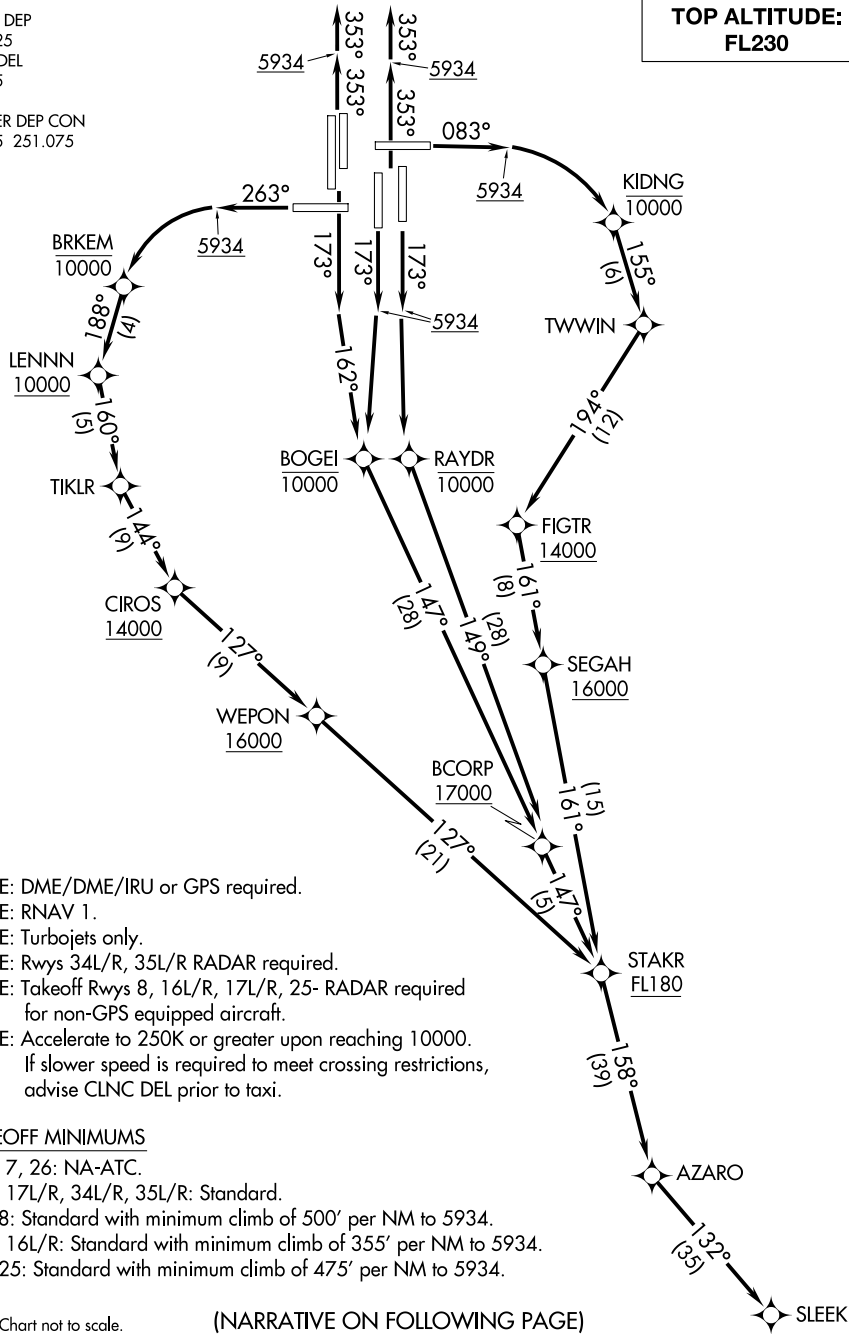 DEP
25
DEL
5
ER DEP CON
5 251.075
TOP ALTITUDE:
FL230
353°
353°
5934
5934
353°
353°
083°
5934
KIDNG
10000
263°
5934
BRKEM
10000
173°
173°
173°
155°
(6)
188°
(4)
5934
TWWIN
LENNN
10000
162°
160°
(5)
194°
(12)
BOGEI
10000
RAYDR
10000
TIKLR
FIGTR
14000
144°
(9)
CIROS
14000
147°
(28)
149°
(28)
161°
(8)
127°
(9)
SEGAH
16000
WEPON
16000
BCORP
17000
161°
(15)
127°
(21)
147°
(5)
E: DME/DME/IRU or GPS required.
E: RNAV 1.
E: Turbojets only.
E: Rwys 34L/R, 35L/R RADAR required.
E: Takeoff Rwys 8, 16L/R, 17L/R, 25- RADAR required
for non-GPS equipped aircraft.
E: Accelerate to 250K or greater upon reaching 10000.
If slower speed is required to meet crossing restrictions,
advise CLNC DEL prior to taxi.
STAKR
FL180
158°
(39)
EOFF MINIMUMS
7, 26: NA-ATC.
17L/R, 34L/R, 35L/R: Standard.
8: Standard with minimum climb of 500' per NM to 5934.
16L/R: Standard with minimum climb of 355' per NM to 5934.
25: Standard with minimum climb of 475' per NM to 5934.
AZARO
132°
(35)
SLEEK
Chart not to scale.
(NARRATIVE ON FOLLOWING PAGE)